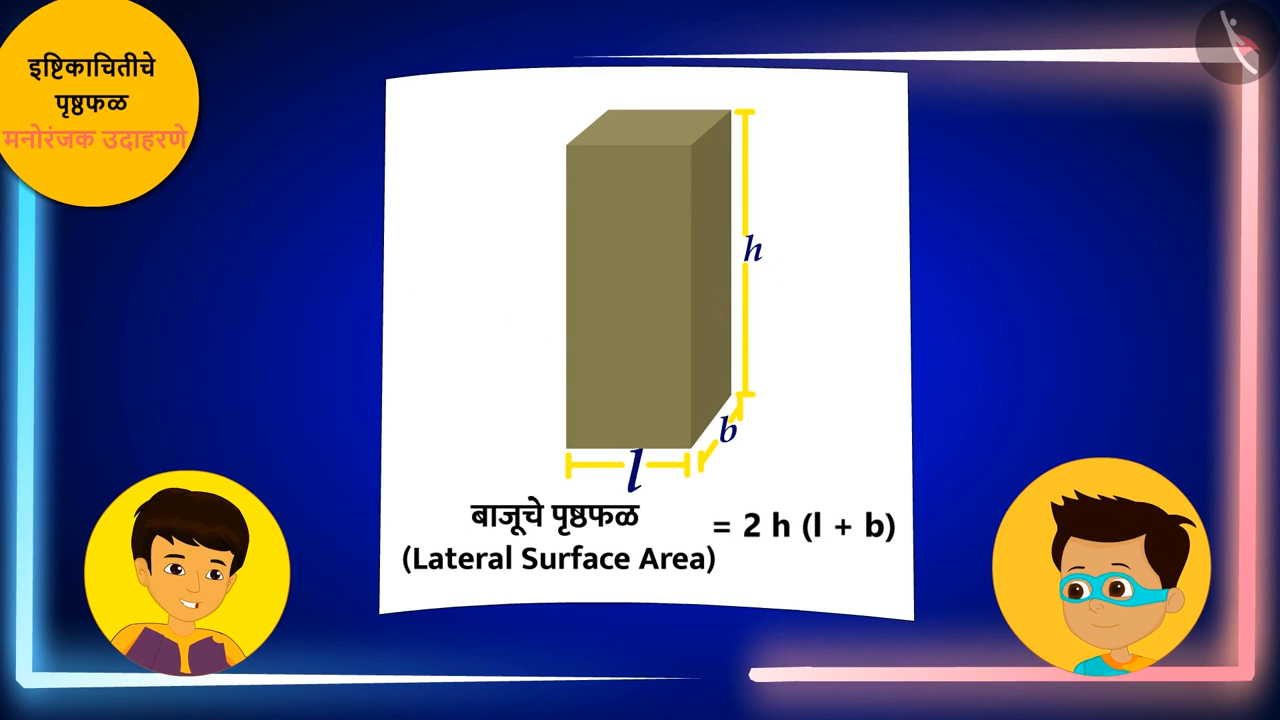 इष्टिकाचितीचे
पृष्ठफळ
मनोरंजक उदाहरणे
h
b
l
बाजूचे पृष्ठफळ
(Lateral Surface Area)
= 2 h (l + b)